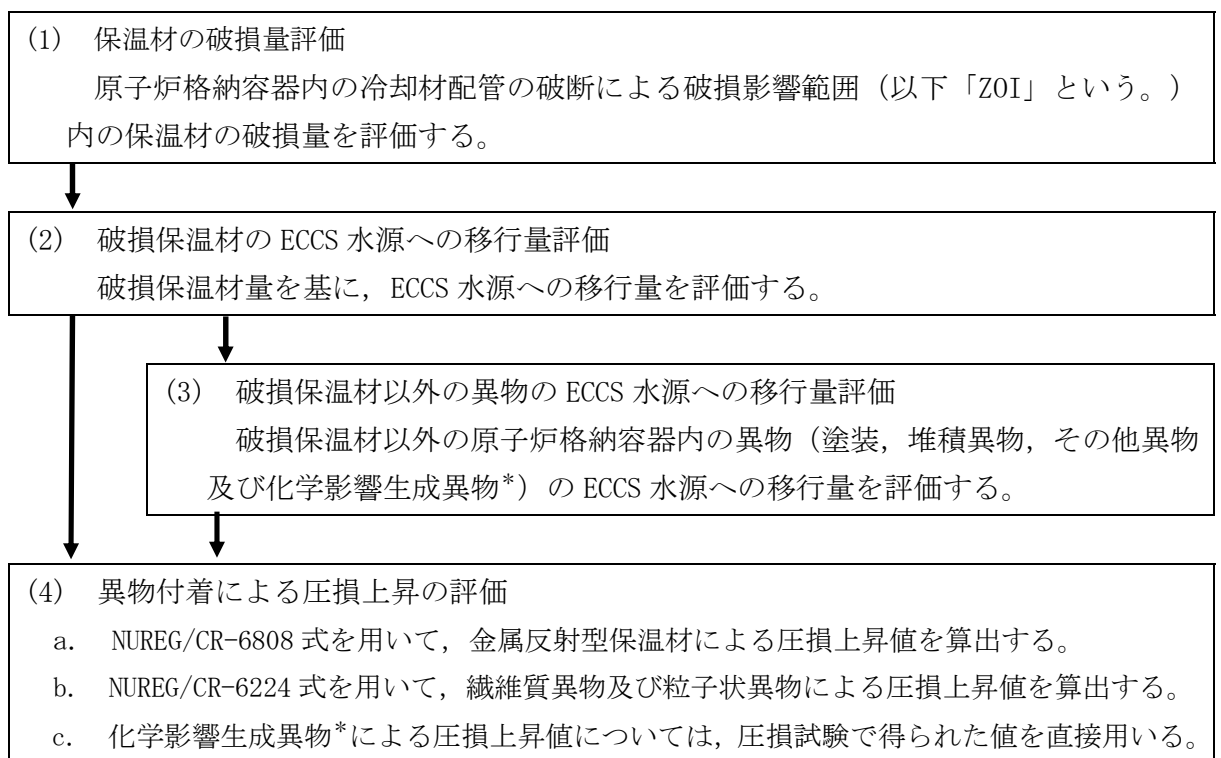 (1) 保温材の破損量評価
原子炉格納容器内の冷却材配管の破断による破損影響範囲（以下「ZOI」という。）
内の保温材の破損量を評価する。
(2) 破損保温材の ECCS 水源への移行量評価
破損保温材量を基に，ECCS 水源への移行量を評価する。
(3) 破損保温材以外の異物の ECCS 水源への移行量評価
破損保温材以外の原子炉格納容器内の異物（塗装，堆積異物，その他異物
及び化学影響生成異物*）の ECCS 水源への移行量を評価する。
(4) 異物付着による圧損上昇の評価
a. NUREG/CR-6808 式を用いて，金属反射型保温材による圧損上昇値を算出する。
b. NUREG/CR-6224 式を用いて，繊維質異物及び粒子状異物による圧損上昇値を算出する。
c. 化学影響生成異物*による圧損上昇値については，圧損試験で得られた値を直接用いる。